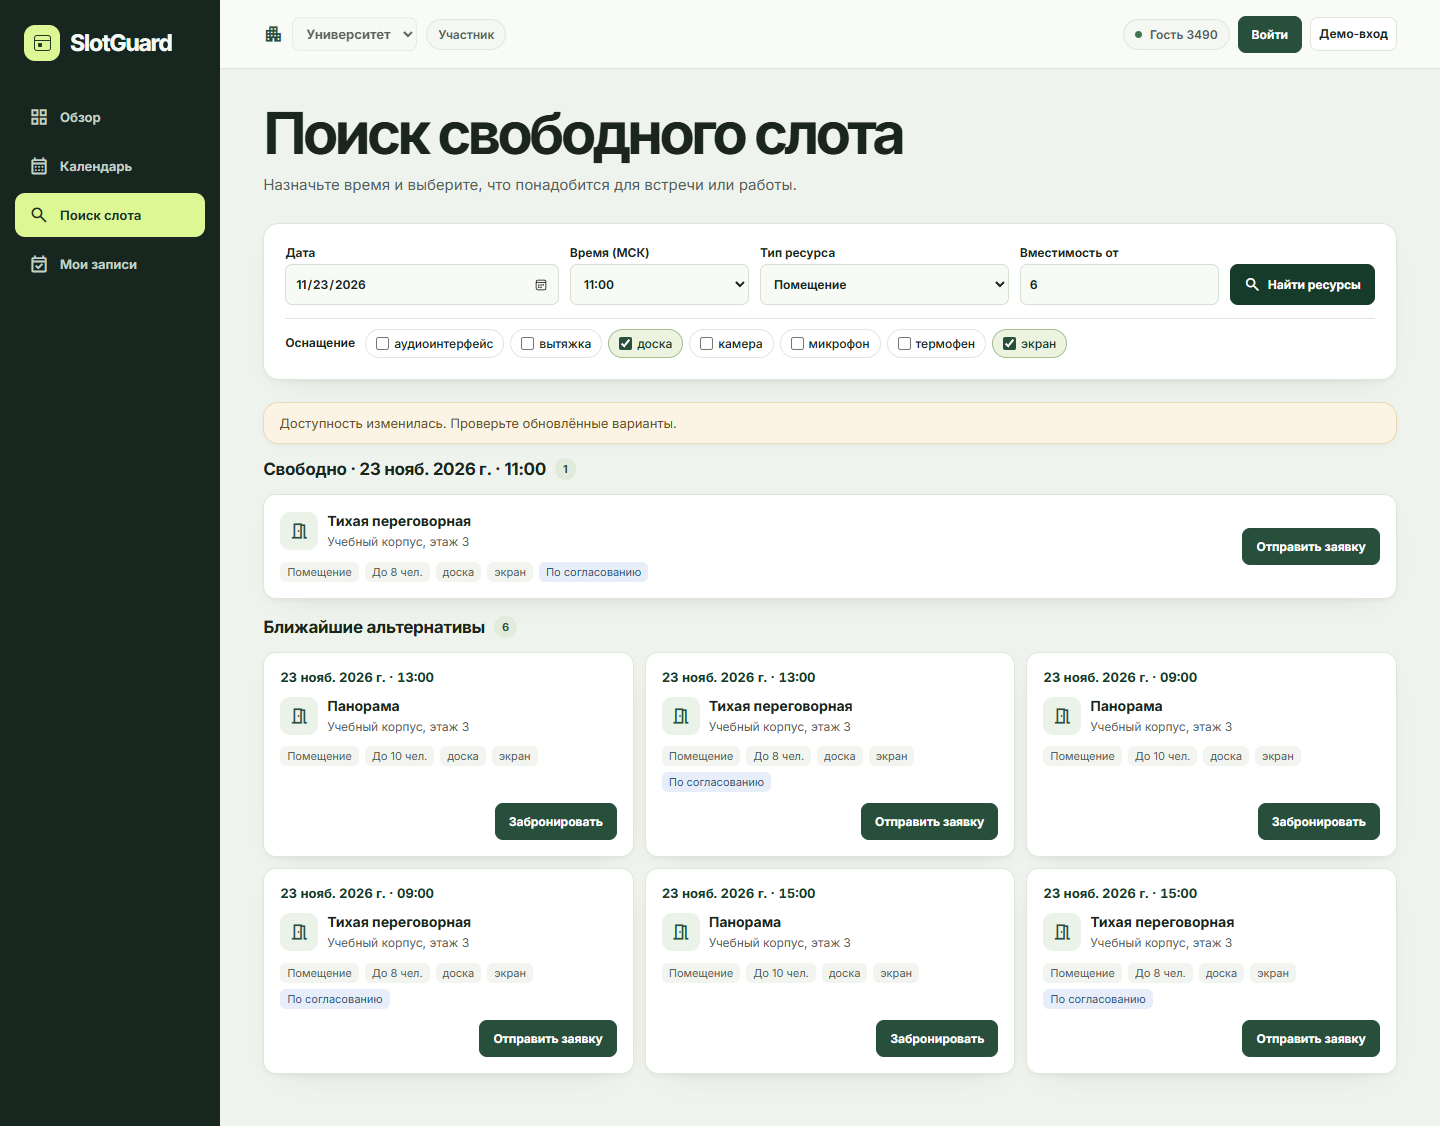 SlotGuard
Обзор
Календарь
Поиск слота
Мои записи
Университет
Участник
Гость 3490
Войти
Демо-вход
Поиск свободного слота
Назначьте время и выберите, что понадобится для встречи или работы.
Дата
Время (МСК)
Тип ресурса
Вместимость от
11/23/2026
11:00
Помещение
6
Найти ресурсы
Оснащение
аудиоинтерфейс
вытяжка
доска
камера
микрофон
термофен
экран
Доступность изменилась. Проверьте обновлённые варианты.
Свободно · 23 нояб. 2026 г. · 11:00
1
Тихая переговорная
Учебный корпус, этаж 3
Помещение
До 8 чел.
доска
экран
По согласованию
Отправить заявку
Ближайшие альтернативы
6
23 нояб. 2026 г. · 13:00
Панорама
Учебный корпус, этаж 3
Помещение
До 10 чел.
доска
экран
Забронировать
23 нояб. 2026 г. · 13:00
Тихая переговорная
Учебный корпус, этаж 3
Помещение
До 8 чел.
доска
экран
По согласованию
Отправить заявку
23 нояб. 2026 г. · 09:00
Панорама
Учебный корпус, этаж 3
Помещение
До 10 чел.
доска
экран
Забронировать
23 нояб. 2026 г. · 09:00
Тихая переговорная
Учебный корпус, этаж 3
Помещение
До 8 чел.
доска
экран
По согласованию
Отправить заявку
23 нояб. 2026 г. · 15:00
Панорама
Учебный корпус, этаж 3
Помещение
До 10 чел.
доска
экран
Забронировать
23 нояб. 2026 г. · 15:00
Тихая переговорная
Учебный корпус, этаж 3
Помещение
До 8 чел.
доска
экран
По согласованию
Отправить заявку